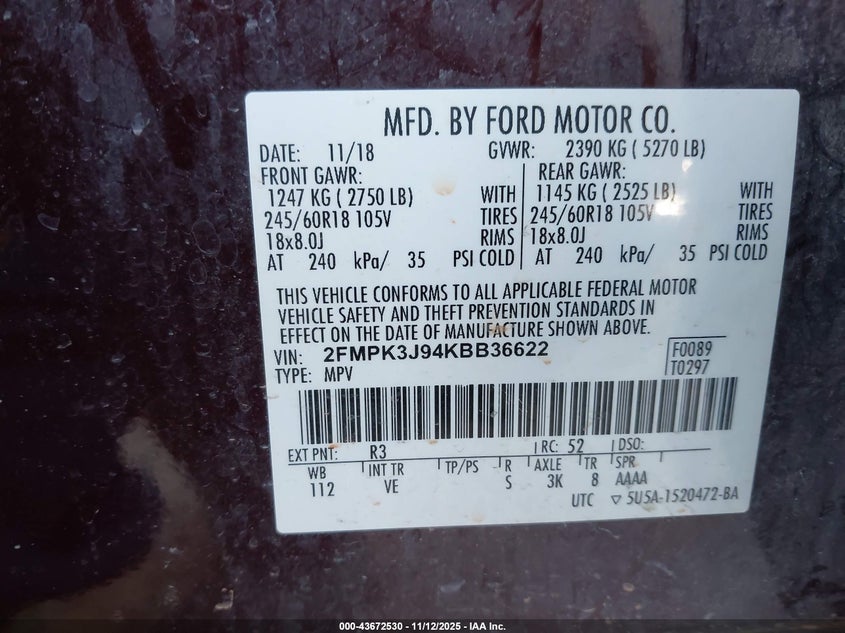 MFD. BY FORD MOTOR CO.
DATE: 11/18 GVWR: 2390 KG ( 5270 LB)
FRONT GAWR: REAR GAWR:
1247 KG ( 2750 LB) WITH 1145 KG ( 2525 LB) WITH
245/60R18 105V TIRES 245/60R18 105V TIRES
18x8.0J RIMS 18x8.0J RIMS
AT 240 kPa/ 35 PSI COLD AT 240 kPa/ 35 PSI COLD
THIS VEHICLE CONFORMS TO ALL APPLICABLE FEDERAL MOTOR
VEHICLE SAFETY AND THEFT PREVENTION STANDARDS IN
EFFECT ON THE DATE OF MANUFACTURE SHOWN ABOVE.
VIN: 2FMPK3J94KBB36622 F0089
TYPE: MPV T0297
EXT PNT: R3 RC: 52 DSO:
WB INT TR TP/PS R AXLE TR SPR
112 VE S 3K 8 AAAA
UTC ▽ 5U5A-1520472-BA
000-43672530 - 11/12/2025 - IAA Inc.